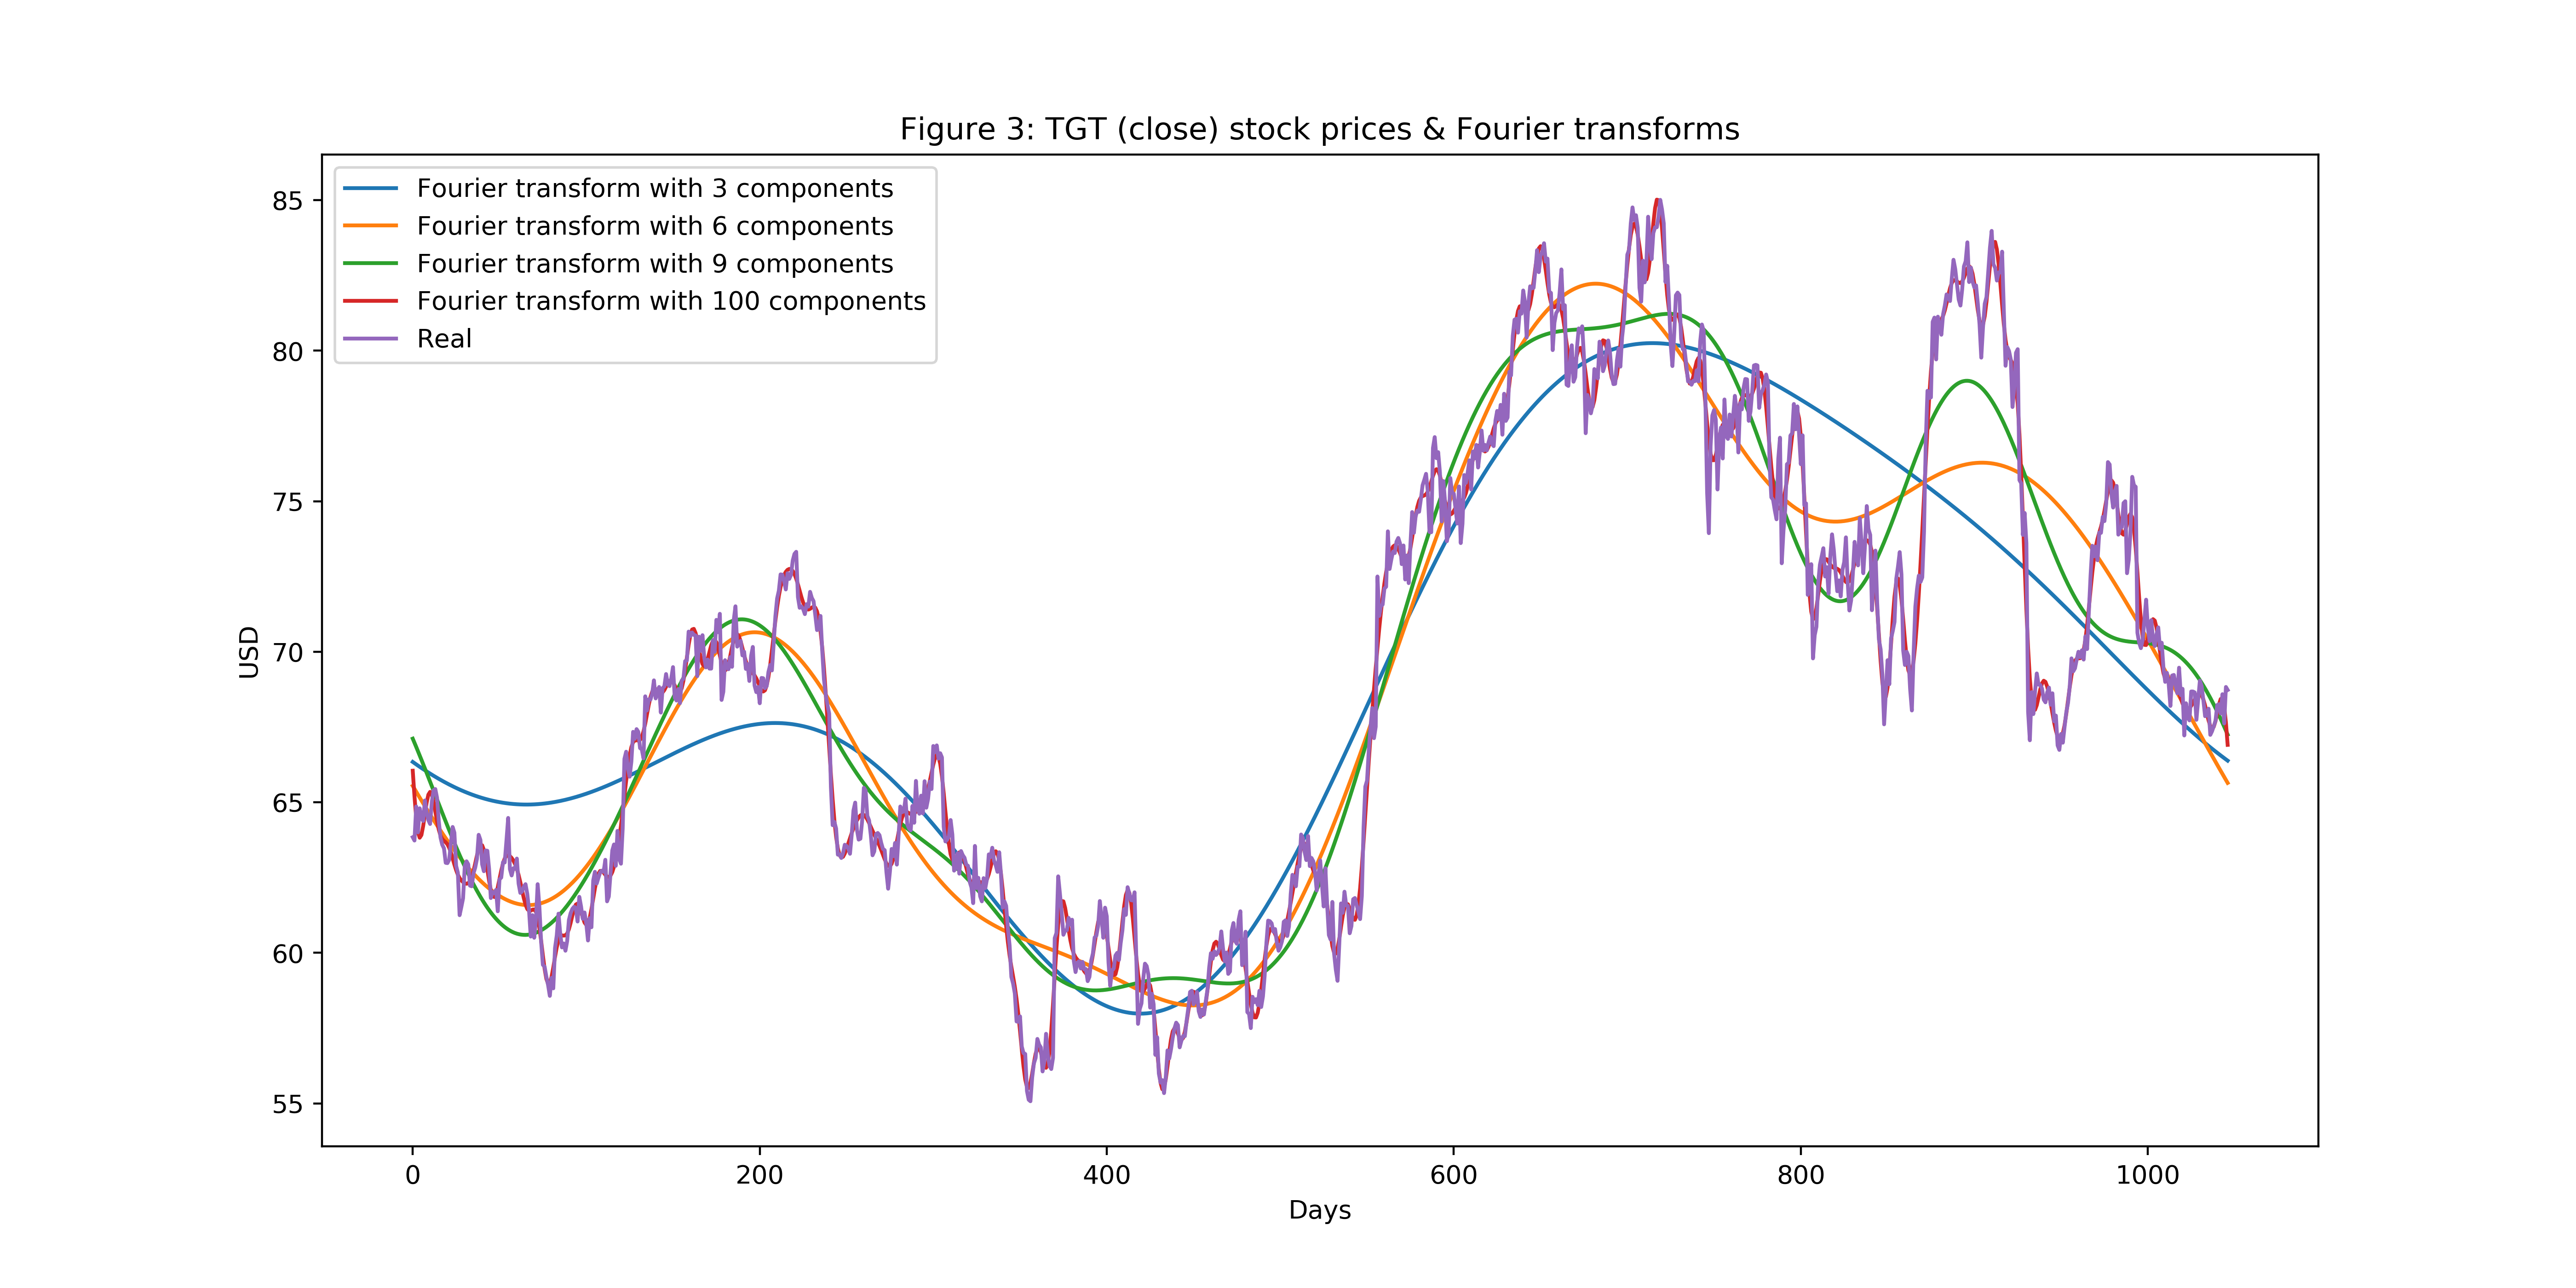 Figure 3: TGT (close) stock prices & Fourier transforms
Fourier transform with 3 components
Fourier transform with 6 components
Fourier transform with 9 components
Fourier transform with 100 components
Real
85
80
75
70
65
60
55
USD
0 200 400 600 800 1000
Days